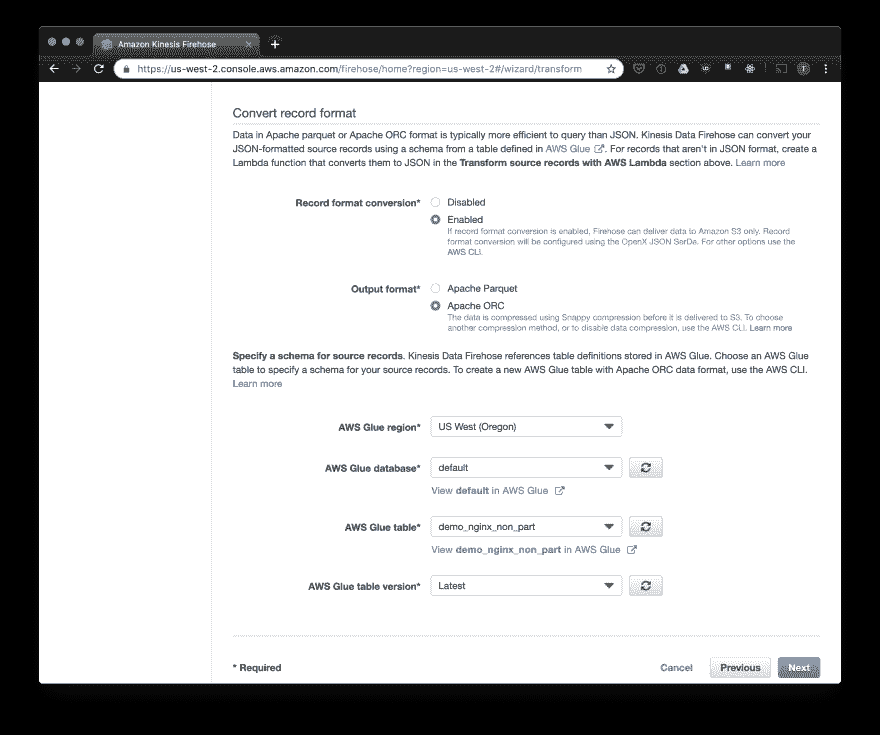 Amazon Kinesis Firehose
https://us-west-2.console.aws.amazon.com/firehose/home?region=us-west-2#/wizard/transform
Convert record format
Data in Apache parquet or Apache ORC format is typically more efficient to query than JSON. Kinesis Data Firehose can convert your
JSON-formatted source records using a schema from a table defined in AWS Glue. For records that aren't in JSON format, create a
Lambda function that converts them to JSON in the Transform source records with AWS Lambda section above. Learn more
Record format conversion*
Disabled
Enabled
If record format conversion is enabled, Firehose can deliver data to Amazon S3 only. Record
format conversion will be configured using the OpenX JSON SerDe. For other options use the
AWS CLI.
Output format*
Apache Parquet
Apache ORC
The data is compressed using Snappy compression before it is delivered to S3. To choose
another compression method, or to disable data compression, use the AWS CLI. Learn more
Specify a schema for source records. Kinesis Data Firehose references table definitions stored in AWS Glue. Choose an AWS Glue
table to specify a schema for your source records. To create a new AWS Glue table with Apache ORC data format, use the AWS CLI.
Learn more
AWS Glue region* US West (Oregon)
AWS Glue database* default
View default in AWS Glue
AWS Glue table* demo_nginx_non_part
View demo_nginx_non_part in AWS Glue
AWS Glue table version* Latest
* Required Cancel Previous Next